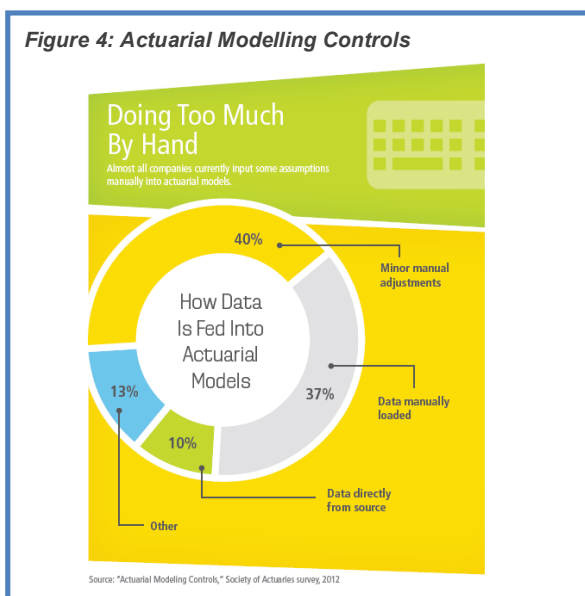 Figure 4: Actuarial Modelling Controls
Doing Too Much
By Hand
Almost all companies currently input some assumptions
manually into actuarial models.
40%
Minor manual
adjustments
How Data
Is Fed Into
Actuarial
Models
37%
Data manually
loaded
13%
10%
Data directly
from source
Other
Source: "Actuarial Modeling Controls," Society of Actuaries survey, 2012